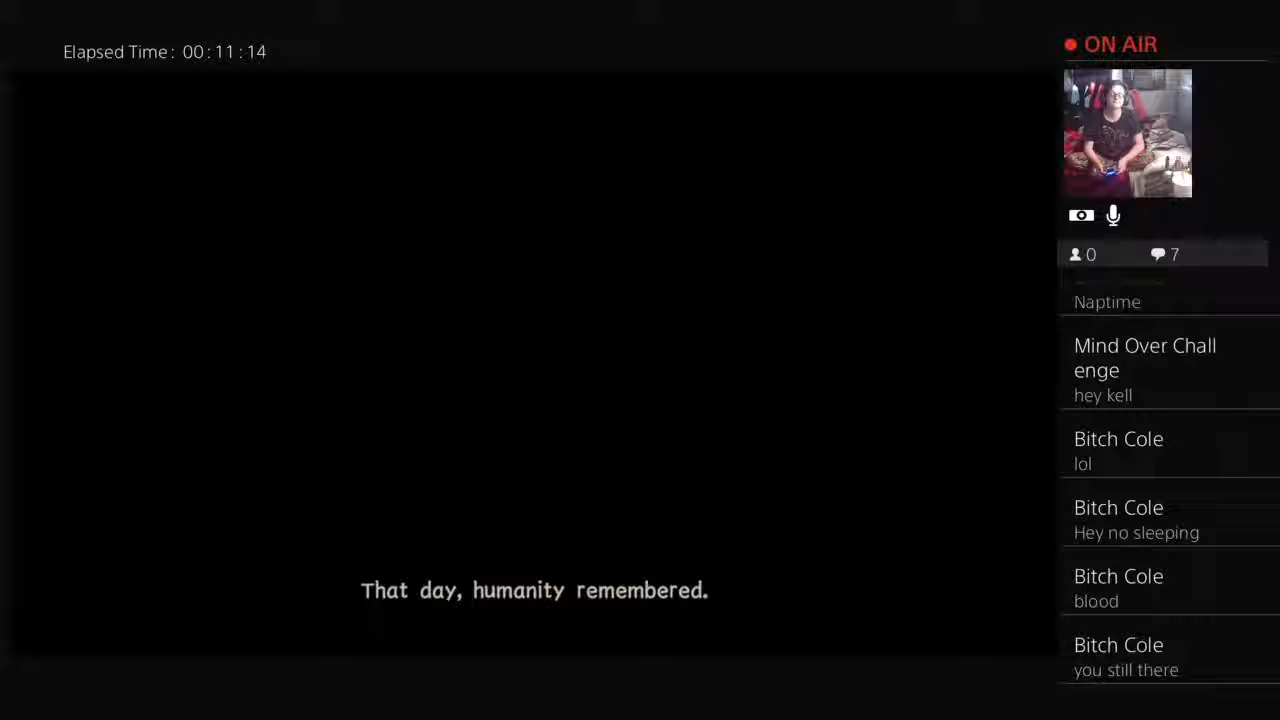 Elapsed Time: 00:11:14
ON AIR
0 7
Naptime
Mind Over Chall
enge
hey kell
Bitch Cole
lol
Bitch Cole
Hey no sleeping
Bitch Cole
blood
That day, humanity remembered.
Bitch Cole
you still there